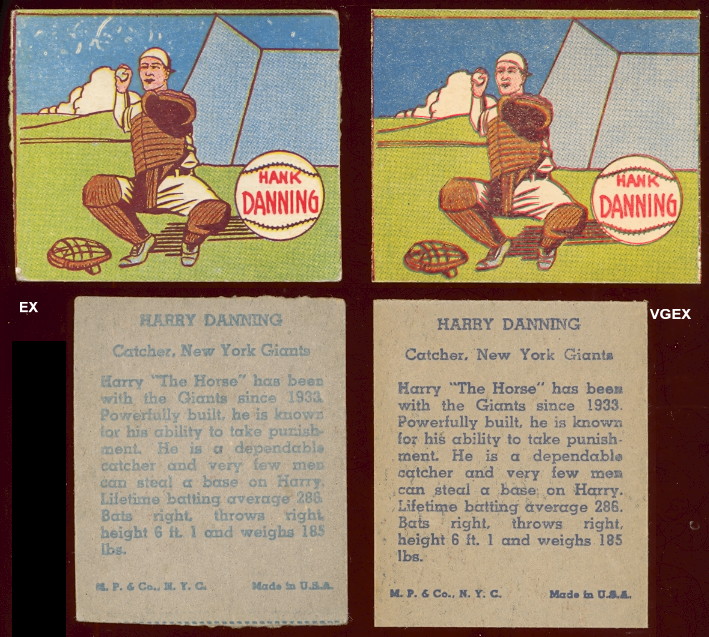 HANK
DANNING
HANK
DANNING
EX
VGEX
HARRY DANNING
Catcher, New York Giants
Harry "The Horse" has been
with the Giants since 1933.
Powerfully built, he is known
for his ability to take punish-
ment. He is a dependable
catcher and very few men
can steal a base on Harry.
Lifetime batting average 286.
Bats right, throws right,
height 6 ft. 1 and weighs 185
lbs.
M. P. & Co., N. Y. C. Made in U.S.A.
HARRY DANNING
Catcher, New York Giants
Harry "The Horse" has been
with the Giants since 1933.
Powerfully built, he is known
for his ability to take punish-
ment. He is a dependable
catcher and very few men
can steal a base on Harry.
Lifetime batting average 286.
Bats right, throws right,
height 6 ft. 1 and weighs 185
lbs.
M. P. & Co., N. Y. C. Made in U.S.A.